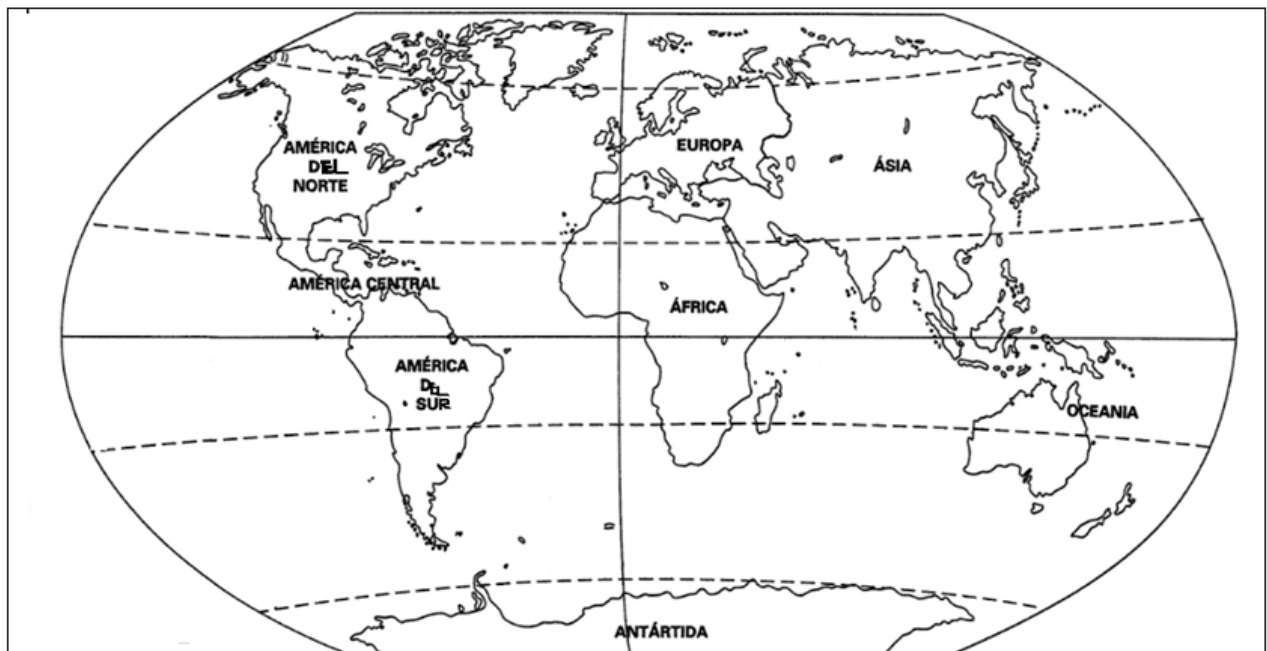 AMÉRICA
DEL
NORTE
EUROPA
ÁSIA
AMÉRICA CENTRAL
ÁFRICA
AMÉRICA
DEL
SUR
OCEANIA
ANTÁRTIDA